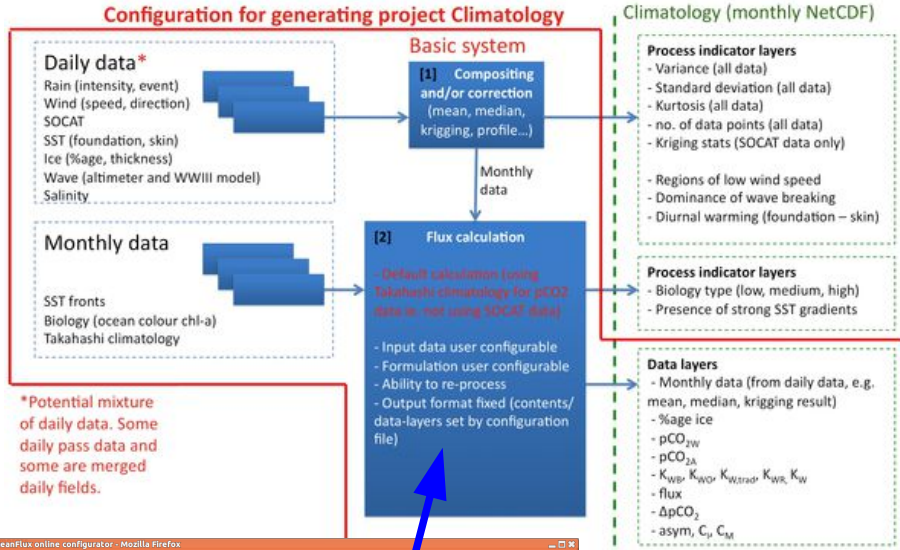 Configuration for generating project Climatology
Climatology (monthly NetCDF)
Basic system
Daily data*
Rain (intensity, event)
Wind (speed, direction)
SOCAT
SST (foundation, skin)
Ice (%age, thickness)
Wave (altimeter and WWIII model)
Salinity
[1] Compositing
and/or correction
(mean, median,
krigging, profile...)
Monthly
data
Process indicator layers
- Variance (all data)
- Standard deviation (all data)
- Kurtosis (all data)
- no. of data points (all data)
- Kriging stats (SOCAT data only)
- Regions of low wind speed
- Dominance of wave breaking
- Diurnal warming (foundation – skin)
Monthly data
SST fronts
Biology (ocean colour chl-a)
Takahashi climatology
[2] Flux calculation
- Default calculation (using
Takahashi climatology for pCO2
data ie. not using SOCAT data)
- Input data user configurable
- Formulation user configurable
- Ability to re-process
- Output format fixed (contents/
data-layers set by configuration
file)
Process indicator layers
- Biology type (low, medium, high)
- Presence of strong SST gradients
Data layers
- Monthly data (from daily data, e.g.
mean, median, krigging result)
- %age ice
- pCO2W
- pCO2A
- KWB, KWO, KW,trad, KWR, KW
- flux
- ΔpCO2
- asym, CI, CM
*Potential mixture
of daily data. Some
daily pass data and
some are merged
daily fields.
eanFlux online configurator - Mozilla Firefox